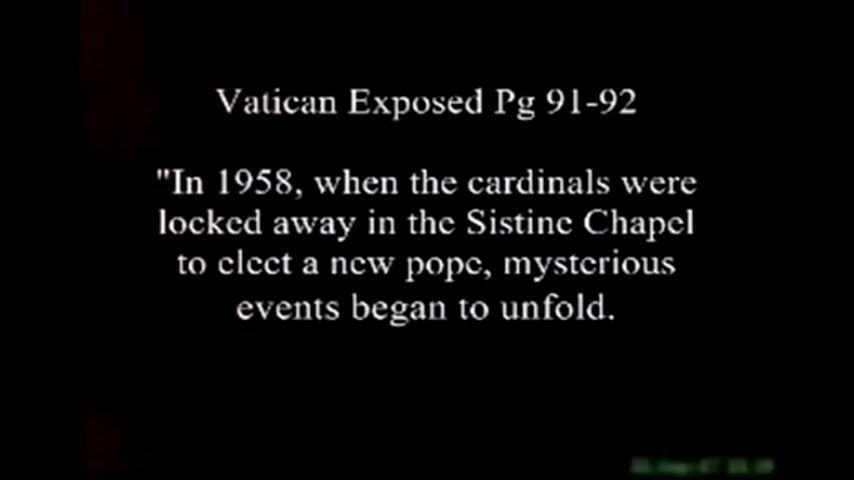 Vatican Exposed Pg 91-92
"In 1958, when the cardinals were
locked away in the Sistine Chapel
to elect a new pope, mysterious
events began to unfold.